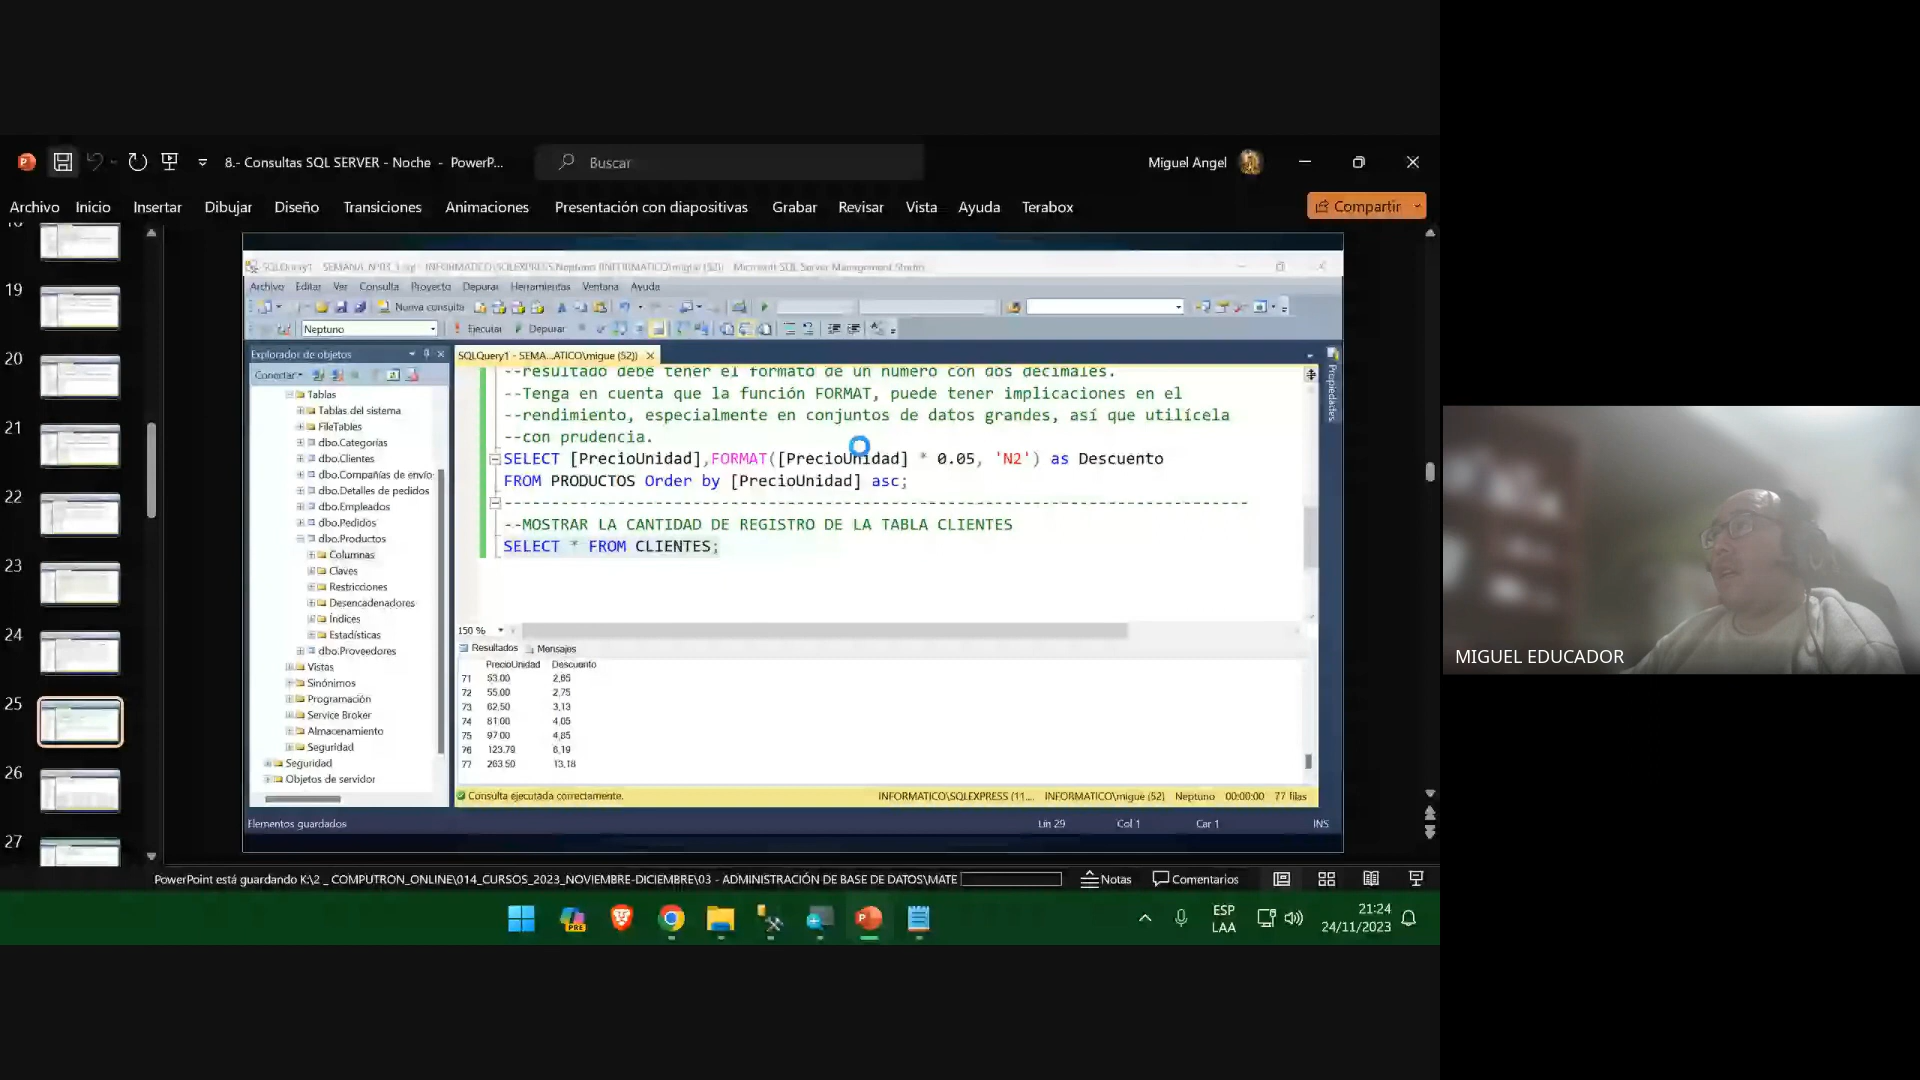 8.- Consultas SQL SERVER - Noche - PowerP...
Buscar
Miguel Angel
Archivo Inicio Insertar Dibujar Diseño Transiciones Animaciones Presentación con diapositivas Grabar Revisar Vista Ayuda Terabox
Compartir
19
20
21
22
23
24
25
26
27
Archivo Editar Ver Consulta Proyecto Depurar Herramientas Ventana Ayuda
Nueva consulta
Neptuno
Ejecutar
Depurar
Explorador de objetos
Conectar
Tablas
Tablas del sistema
FileTables
dbo.Categorías
dbo.Clientes
dbo.Compañías de envío
dbo.Detalles de pedidos
dbo.Empleados
dbo.Pedidos
dbo.Productos
Columnas
Claves
Restricciones
Desencadenadores
Índices
Estadísticas
dbo.Proveedores
Vistas
Sinónimos
Programación
Service Broker
Almacenamiento
Seguridad
Seguridad
Objetos de servidor
SQLQuery1 - SEMA...ATICO\migue (52))
Propiedades
--resultado debe tener el formato de un número con dos decimales.
--Tenga en cuenta que la función FORMAT, puede tener implicaciones en el
--rendimiento, especialmente en conjuntos de datos grandes, así que utilícela
--con prudencia.
SELECT [PrecioUnidad],FORMAT([PrecioUnidad] * 0.05, 'N2') as Descuento
FROM PRODUCTOS Order by [PrecioUnidad] asc;
--MOSTRAR LA CANTIDAD DE REGISTRO DE LA TABLA CLIENTES
SELECT * FROM CLIENTES;
150 %
Resultados Mensajes
PrecioUnidad Descuento
71 53,00 2,65
72 55,00 2,75
73 62,50 3,13
74 81,00 4,05
75 97,00 4,85
76 123,79 6,19
77 263,50 13,18
Consulta ejecutada correctamente.
INFORMATICO\SQLEXPRESS (11.... INFORMATICO\migue (52) Neptuno 00:00:00 77 filas
Elementos guardados
Lín 29 Col 1 Car 1 INS
PowerPoint está guardando K:\2 _ COMPUTRON_ONLINE\014_CURSOS_2023_NOVIEMBRE-DICIEMBRE\03 - ADMINISTRACIÓN DE BASE DE DATOS\MATE
Notas
Comentarios
PRE
ESP
LAA
21:24
24/11/2023
MIGUEL EDUCADOR